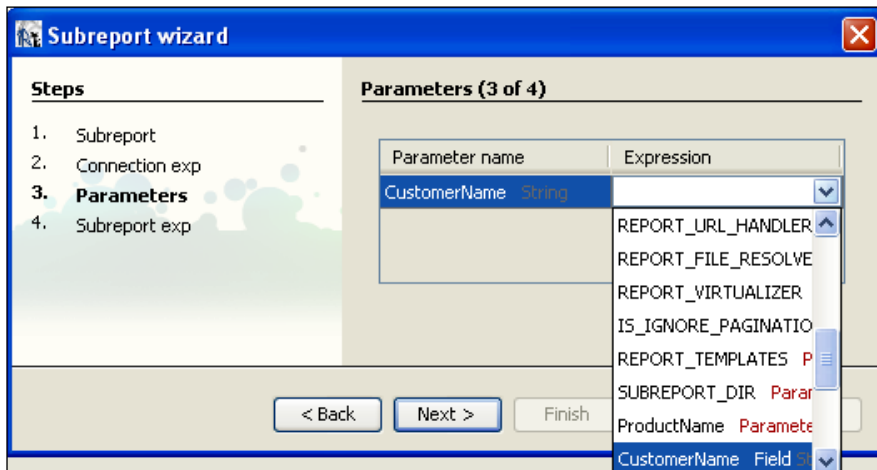 Subreport wizard
Steps
Parameters (3 of 4)
1. Subreport
2. Connection exp
3. Parameters
4. Subreport exp
Parameter name Expression
CustomerName String
REPORT_URL_HANDLER
REPORT_FILE_RESOLVE
REPORT_VIRTUALIZER
IS_IGNORE_PAGINATIO
REPORT_TEMPLATES P
SUBREPORT_DIR Parar
ProductName Paramete
CustomerName Field St
< Back Next > Finish